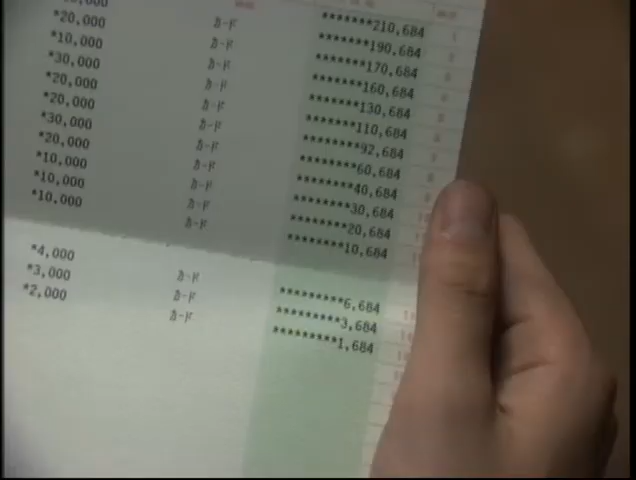 *******210,684
カード *******190,684
*20,000 カード *******170,684
*10,000 カード *******160,684
*30,000 カード *******130,684
*20,000 カード *******110,684
*20,000 カード ********92,684
*30,000 カード ********60,684
*20,000 カード ********40,684
*10,000 カード ********30,684
*10,000 カード ********20,684
*10,000 カード ********10,684
*4,000 カード *********6,684
*3,000 カード *********3,684
*2,000 カード *********1,684